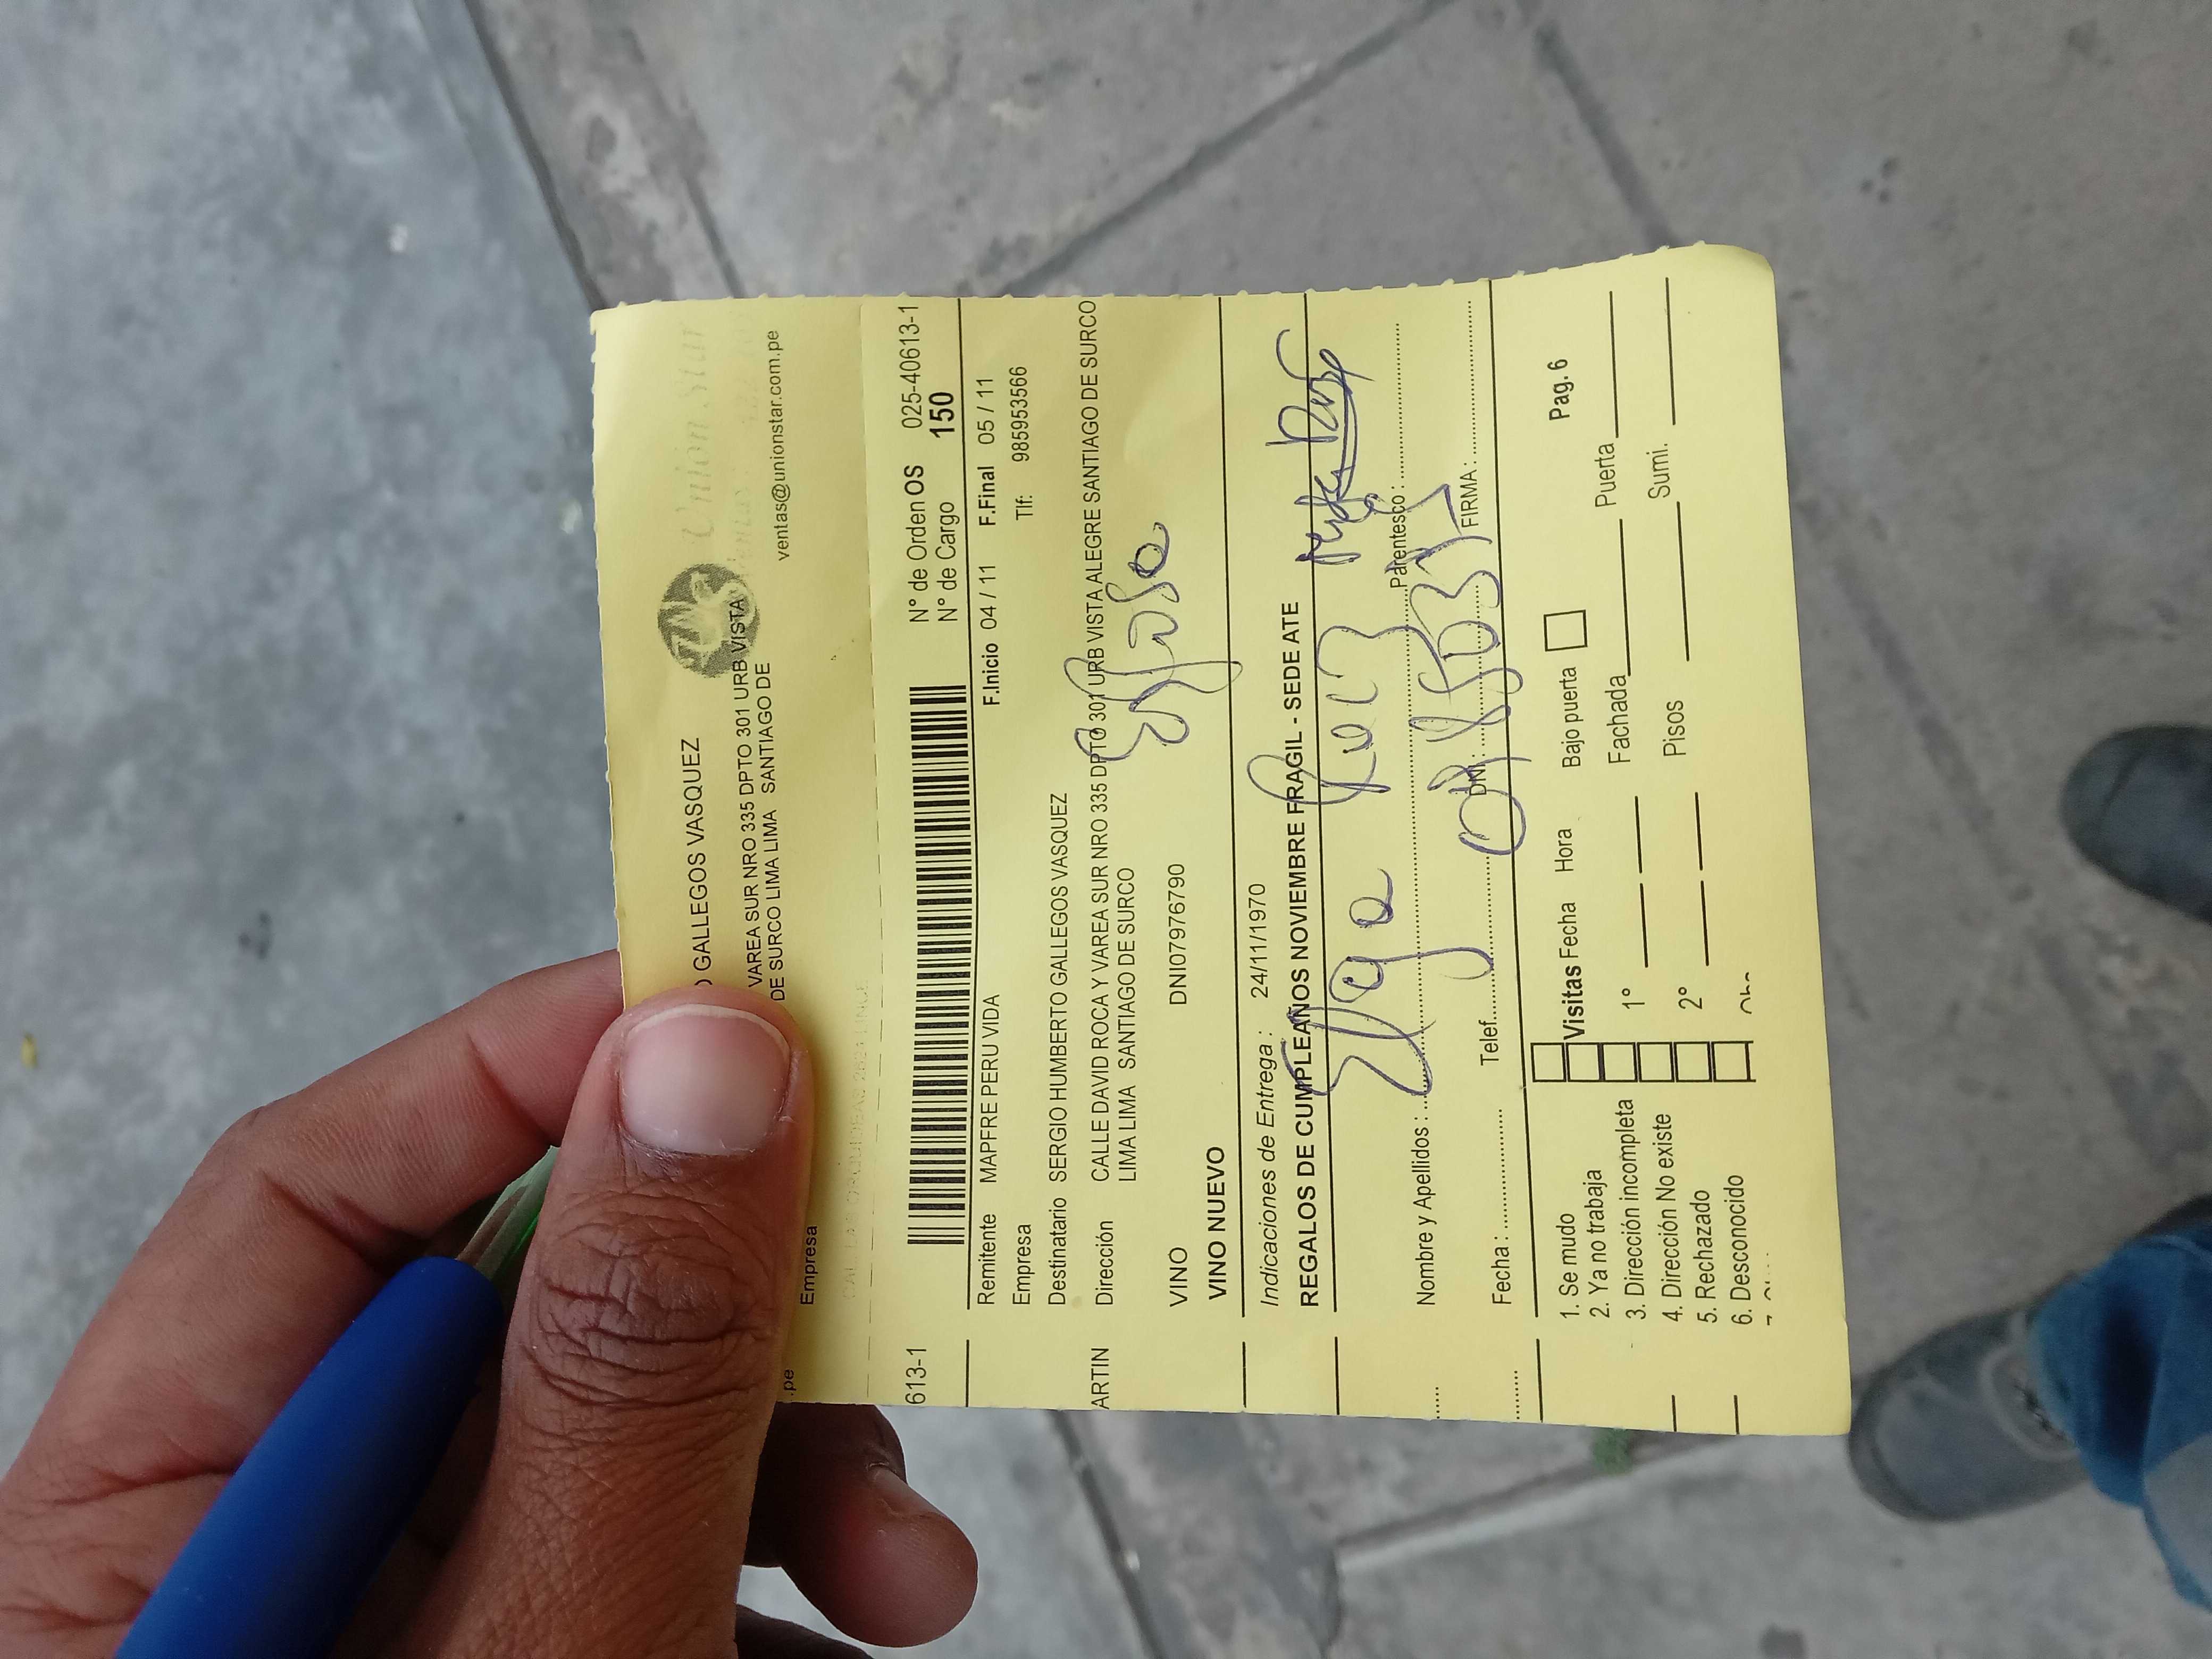 Union Star
O GALLEGOS VASQUEZ
VAREA SUR NRO 335 DPTO 301 URB VISTA
DE SURCO LIMA LIMA SANTIAGO DE
ventas@unionstar.com.pe
.pe Empresa
613-1 N° de Orden OS 025-40613-1
N° de Cargo 150
Remitente MAPFRE PERU VIDA F.Inicio 04 / 11 F.Final 05 / 11
Empresa Tlf: 985953566
Destinatario SERGIO HUMBERTO GALLEGOS VASQUEZ
ARTIN Dirección CALLE DAVID ROCA Y VAREA SUR NRO 335 DPTO 301 URB VISTA ALEGRE SANTIAGO DE SURCO
LIMA LIMA SANTIAGO DE SURCO
Esposa
VINO DNI07976790
VINO NUEVO
Indicaciones de Entrega : 24/11/1970
REGALOS DE CUMPLEAÑOS NOVIEMBRE FRAGIL - SEDE ATE
Nombre y Apellidos : Parentesco :
Fecha : Telef. DNI: FIRMA :
1. Se mudo Visitas Fecha Hora Bajo puerta Pag. 6
2. Ya no trabaja
3. Dirección incompleta 1° Fachada Puerta
4. Dirección No existe
5. Rechazado 2° Pisos Sumi.
6. Desconocido